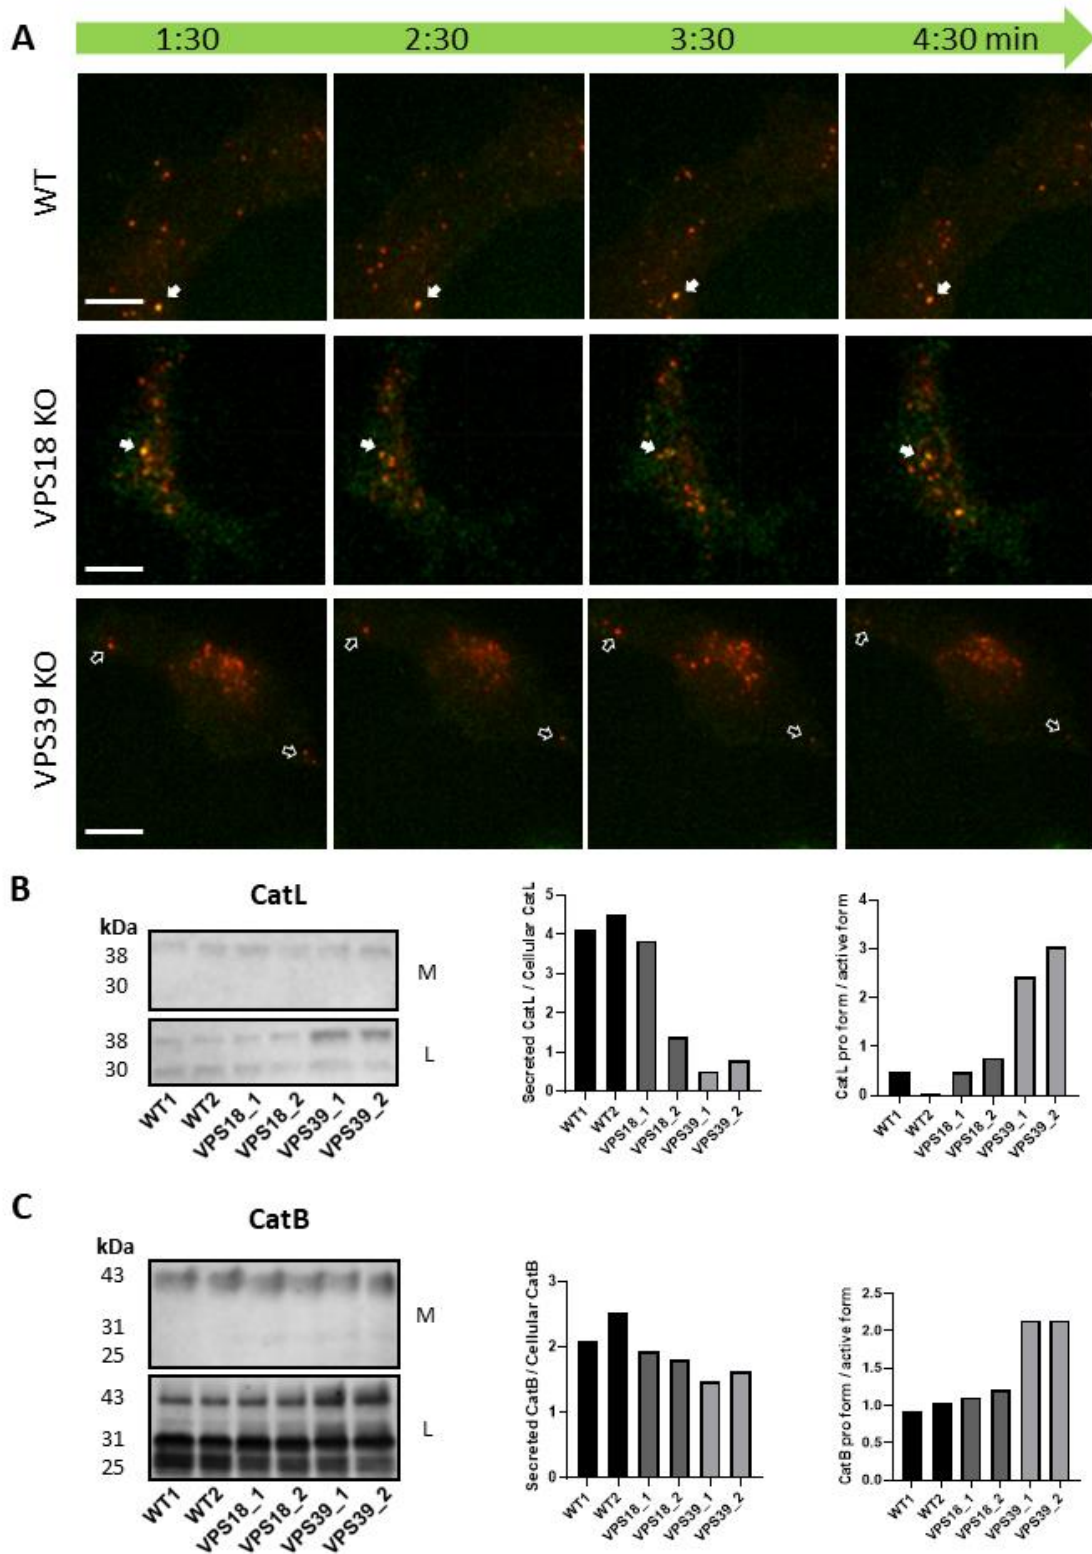 A
1:30 2:30 3:30 4:30 min
WT
VPS18 KO
VPS39 KO
B
CatL
kDa
38
30
M
38
30
L
WT1 WT2 VPS18_1 VPS18_2 VPS39_1 VPS39_2
Secreted CatL / Cellular CatL
5
4
3
2
1
0
WT1 WT2 VPS18_1 VPS18_2 VPS39_1 VPS39_2
CatL pro form / active form
4
3
2
1
0
WT1 WT2 VPS18_1 VPS18_2 VPS39_1 VPS39_2
C
CatB
kDa
43
31
25
M
43
31
25
L
WT1 WT2 VPS18_1 VPS18_2 VPS39_1 VPS39_2
Secreted CatB / Cellular CatB
3
2
1
0
WT1 WT2 VPS18_1 VPS18_2 VPS39_1 VPS39_2
CatB pro form / active form
2.5
2.0
1.5
1.0
0.5
0.0
WT1 WT2 VPS18_1 VPS18_2 VPS39_1 VPS39_2